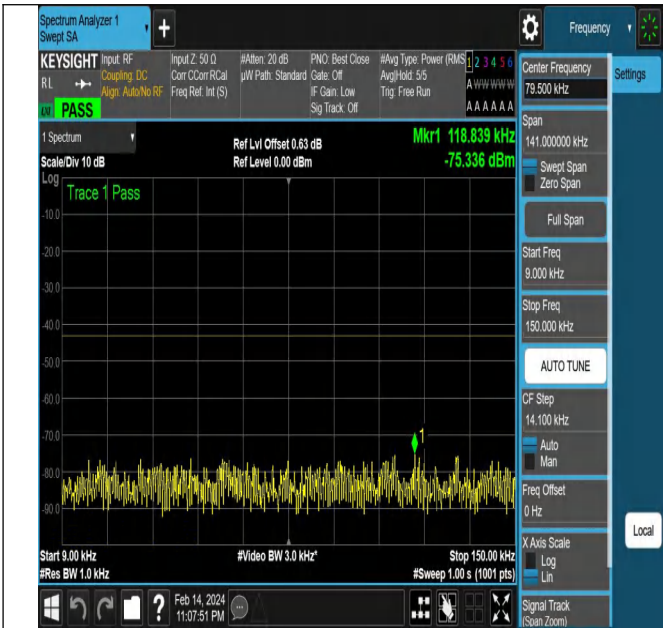 Spectrum Analyzer 1
Swept SA
Frequency
KEYSIGHT
RL
PASS
Input: RF
Coupling: DC
Align: Auto/No RF
Input Z: 50 Ω
Corr CCorr RCal
Freq Ref: Int (S)
#Atten: 20 dB
µW Path: Standard
PNO: Best Close
Gate: Off
IF Gain: Low
Sig Track: Off
#Avg Type: Power (RMS
Avg|Hold: 5/5
Trig: Free Run
1 2 3 4 5 6
A W W W W W
A A A A A A
Center Frequency
79.500 kHz
Settings
Span
141.000000 kHz
Swept Span
Zero Span
Full Span
Start Freq
9.000 kHz
Stop Freq
150.000 kHz
AUTO TUNE
CF Step
14.100 kHz
Auto
Man
Freq Offset
0 Hz
X Axis Scale
Log
Lin
Signal Track
(Span Zoom)
Local
1 Spectrum
Scale/Div 10 dB
Ref Lvl Offset 0.63 dB
Ref Level 0.00 dBm
Mkr1 118.839 kHz
-75.336 dBm
Log
Trace 1 Pass
-10.0
-20.0
-30.0
-40.0
-50.0
-60.0
-70.0
-80.0
-90.0
1
Start 9.00 kHz
#Res BW 1.0 kHz
#Video BW 3.0 kHz*
Stop 150.00 kHz
#Sweep 1.00 s (1001 pts)
?
Feb 14, 2024
11:07:51 PM